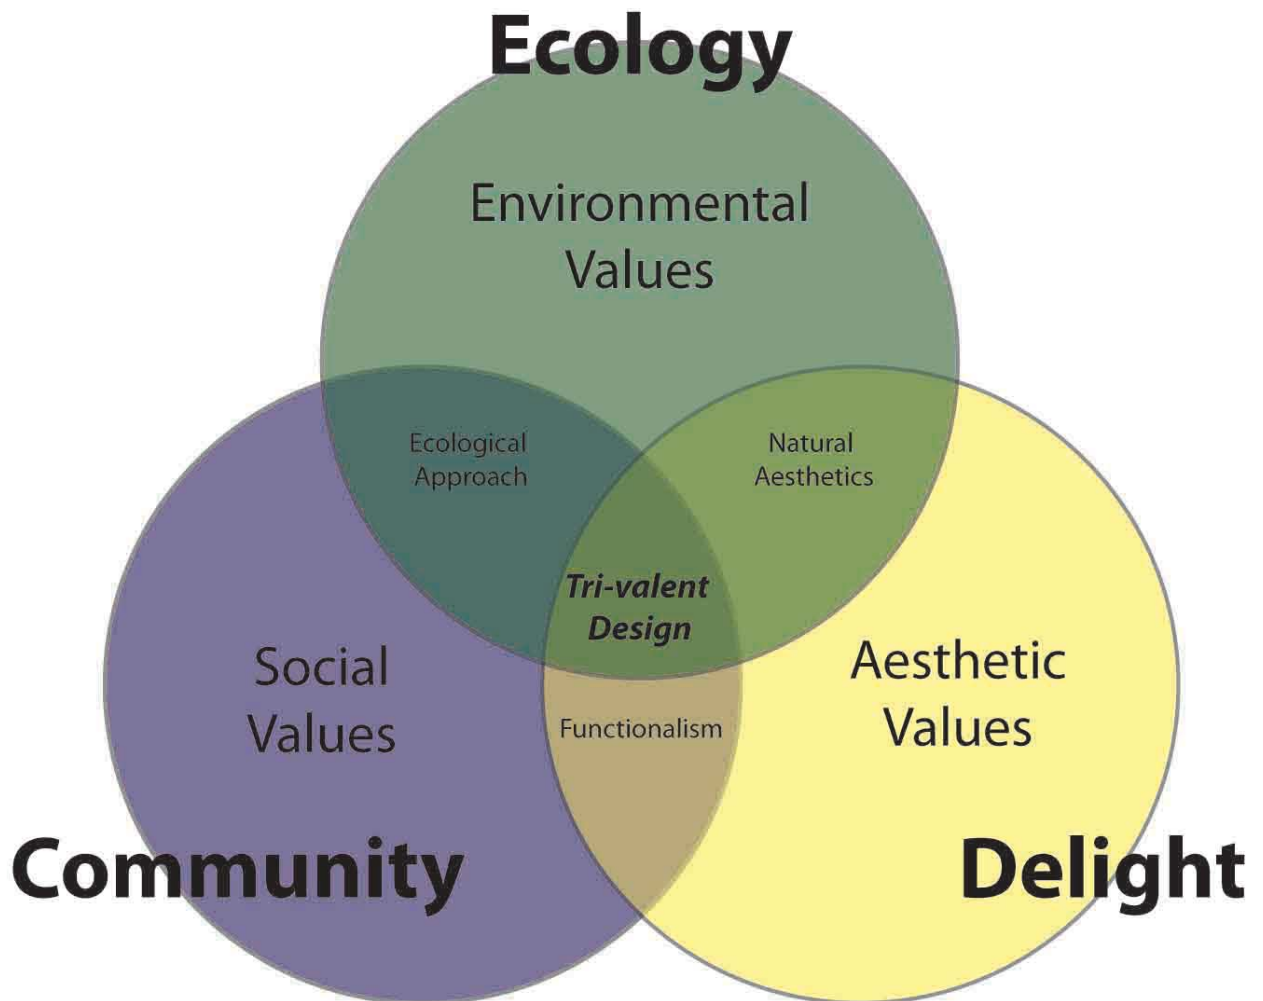 Ecology
Environmental
Values
Ecological
Approach
Natural
Aesthetics
Tri-valent
Design
Social
Values
Aesthetic
Values
Functionalism
Community
Delight